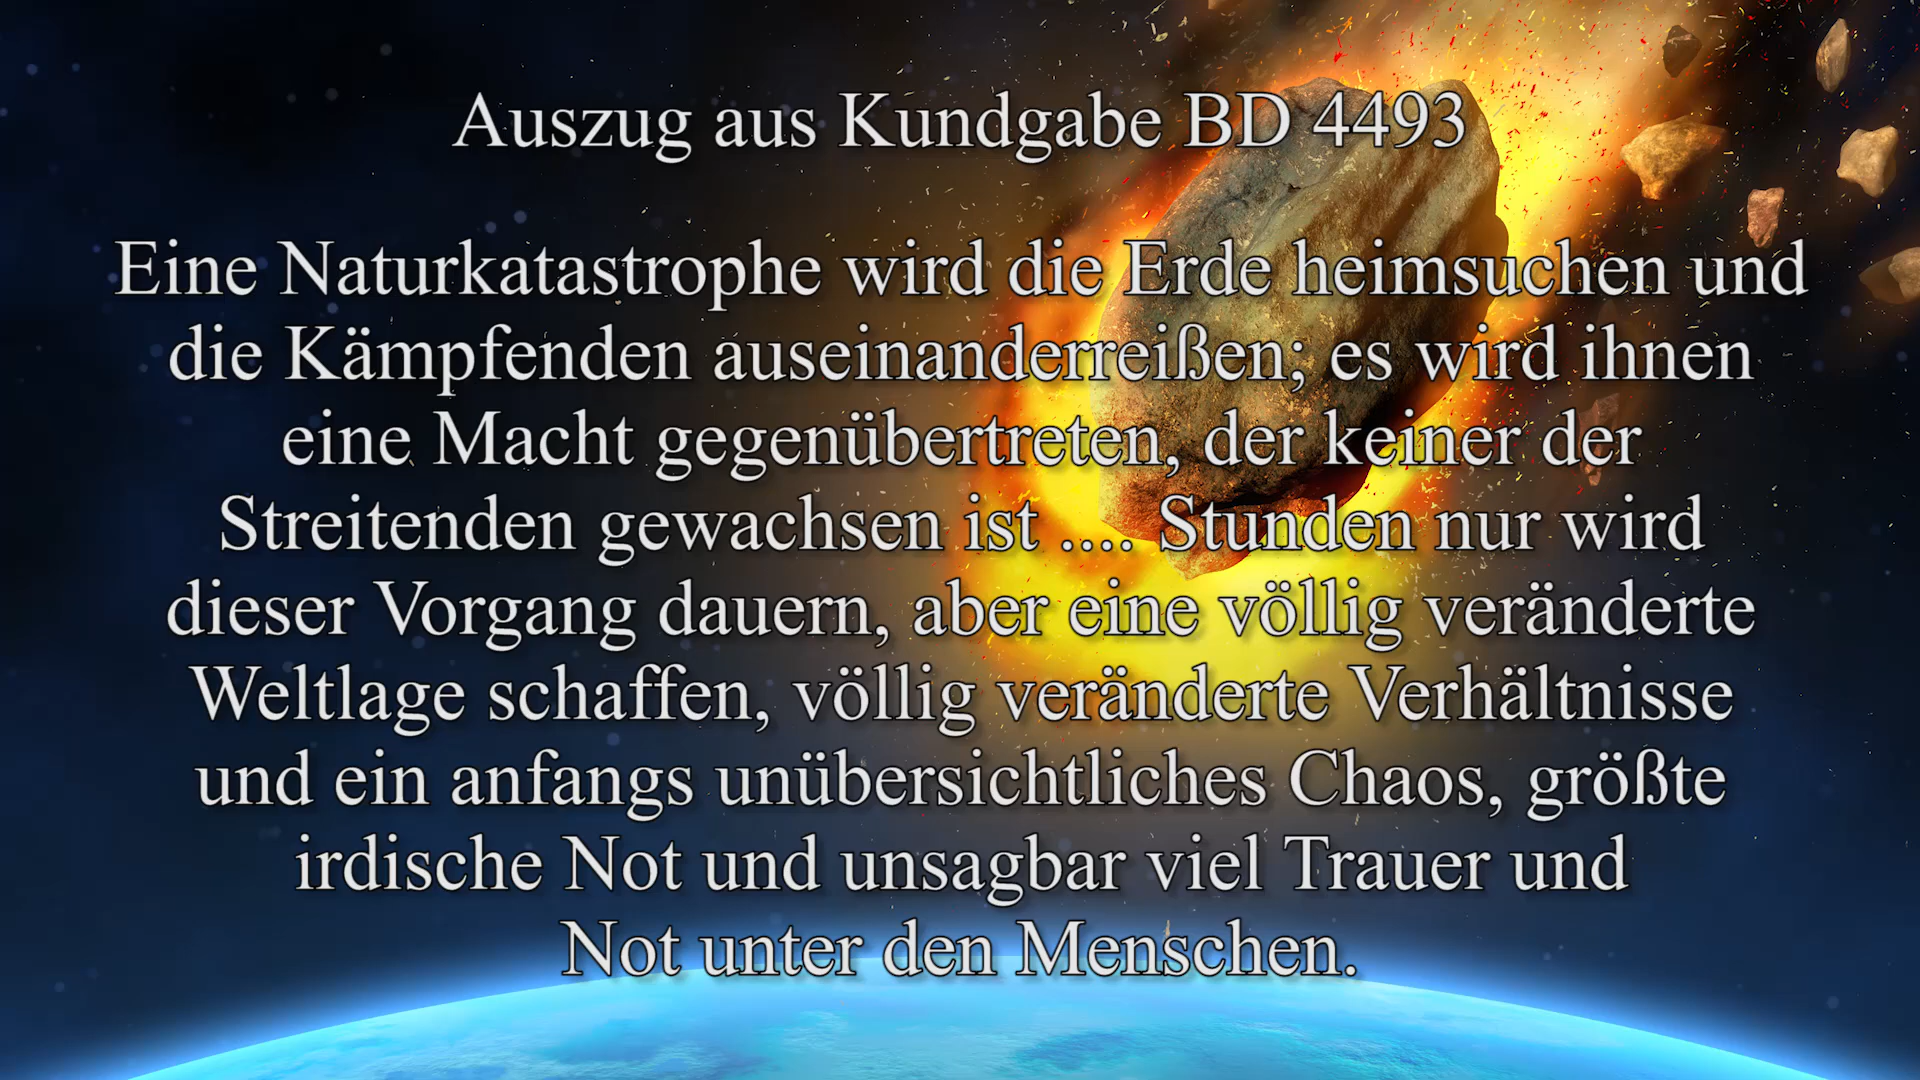 Auszug aus Kundgabe BD 4493
Eine Naturkatastrophe wird die Erde heimsuchen und
die Kämpfenden auseinanderreißen; es wird ihnen
eine Macht gegenübertreten, der keiner der
Streitenden gewachsen ist .... Stunden nur wird
dieser Vorgang dauern, aber eine völlig veränderte
Weltlage schaffen, völlig veränderte Verhältnisse
und ein anfangs unübersichtliches Chaos, größte
irdische Not und unsagbar viel Trauer und
Not unter den Menschen.